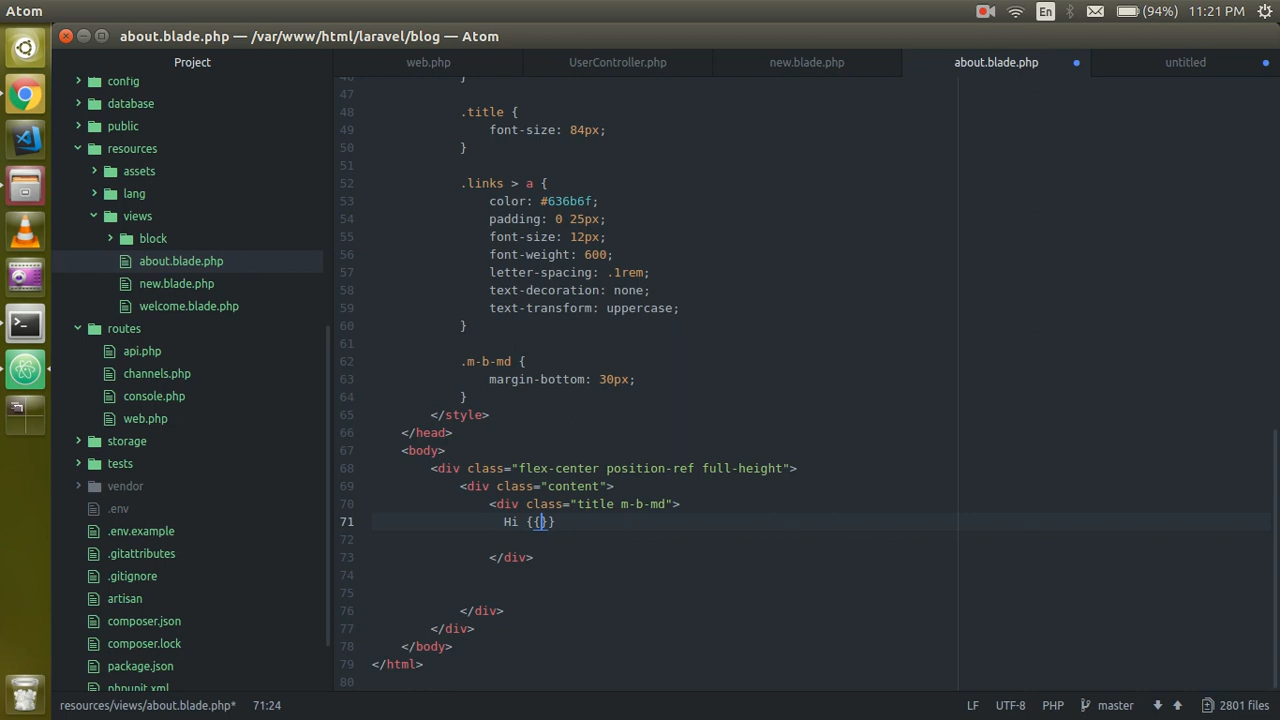 Atom
En
(94%)
11:21 PM
about.blade.php — /var/www/html/laravel/blog — Atom
Project
web.php
UserController.php
new.blade.php
about.blade.php
untitled
config
database
public
resources
assets
lang
views
block
about.blade.php
new.blade.php
welcome.blade.php
routes
api.php
channels.php
console.php
web.php
storage
tests
vendor
.env
.env.example
.gitattributes
.gitignore
artisan
composer.json
composer.lock
package.json
phpunit.xml
46 }
47
48 .title {
49 font-size: 84px;
50 }
51
52 .links > a {
53 color: #636b6f;
54 padding: 0 25px;
55 font-size: 12px;
56 font-weight: 600;
57 letter-spacing: .1rem;
58 text-decoration: none;
59 text-transform: uppercase;
60 }
61
62 .m-b-md {
63 margin-bottom: 30px;
64 }
65 </style>
66 </head>
67 <body>
68 <div class="flex-center position-ref full-height">
69 <div class="content">
70 <div class="title m-b-md">
71 Hi {{}}
72
73 </div>
74
75
76 </div>
77 </div>
78 </body>
79 </html>
80
resources/views/about.blade.php* 71:24
LF UTF-8 PHP master 2801 files